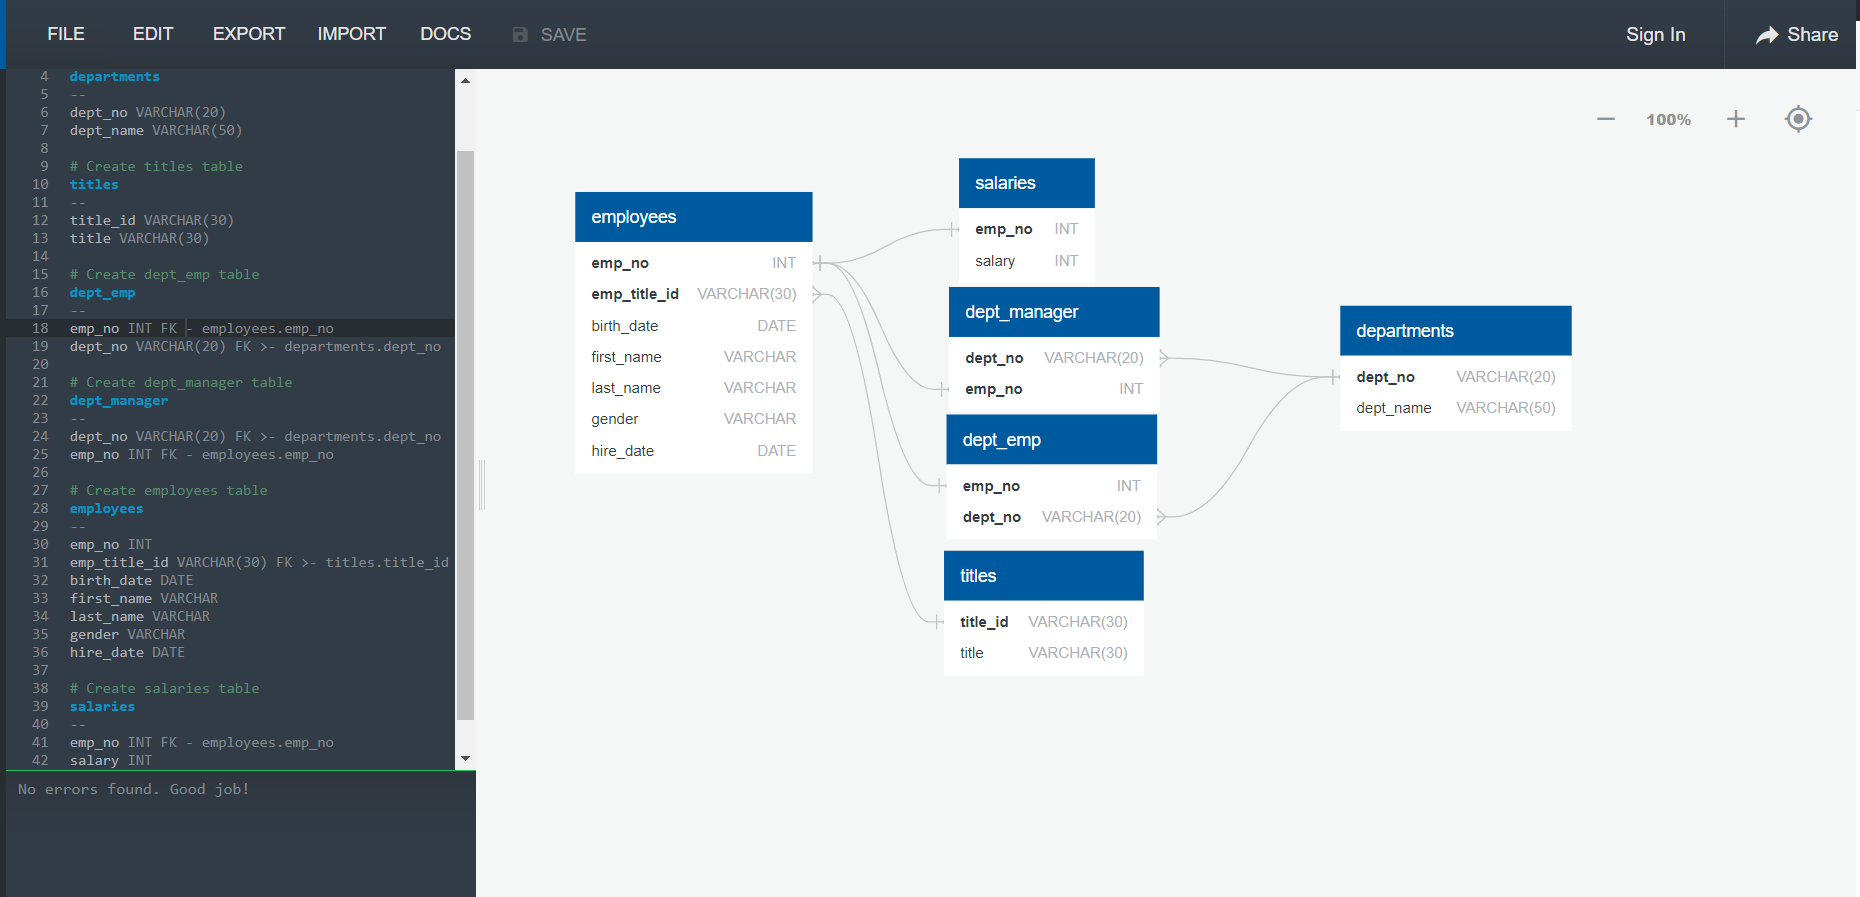 FILE EDIT EXPORT IMPORT DOCS SAVE Sign In Share
4 departments
5 --
6 dept_no VARCHAR(20)
7 dept_name VARCHAR(50)
8
9 # Create titles table
10 titles
11 --
12 title_id VARCHAR(30)
13 title VARCHAR(30)
14
15 # Create dept_emp table
16 dept_emp
17 --
18 emp_no INT FK - employees.emp_no
19 dept_no VARCHAR(20) FK >- departments.dept_no
20
21 # Create dept_manager table
22 dept_manager
23 --
24 dept_no VARCHAR(20) FK >- departments.dept_no
25 emp_no INT FK - employees.emp_no
26
27 # Create employees table
28 employees
29 --
30 emp_no INT
31 emp_title_id VARCHAR(30) FK >- titles.title_id
32 birth_date DATE
33 first_name VARCHAR
34 last_name VARCHAR
35 gender VARCHAR
36 hire_date DATE
37
38 # Create salaries table
39 salaries
40 --
41 emp_no INT FK - employees.emp_no
42 salary INT
No errors found. Good job!
100%
employees
emp_no INT
emp_title_id VARCHAR(30)
birth_date DATE
first_name VARCHAR
last_name VARCHAR
gender VARCHAR
hire_date DATE
salaries
emp_no INT
salary INT
dept_manager
dept_no VARCHAR(20)
emp_no INT
dept_emp
emp_no INT
dept_no VARCHAR(20)
titles
title_id VARCHAR(30)
title VARCHAR(30)
departments
dept_no VARCHAR(20)
dept_name VARCHAR(50)